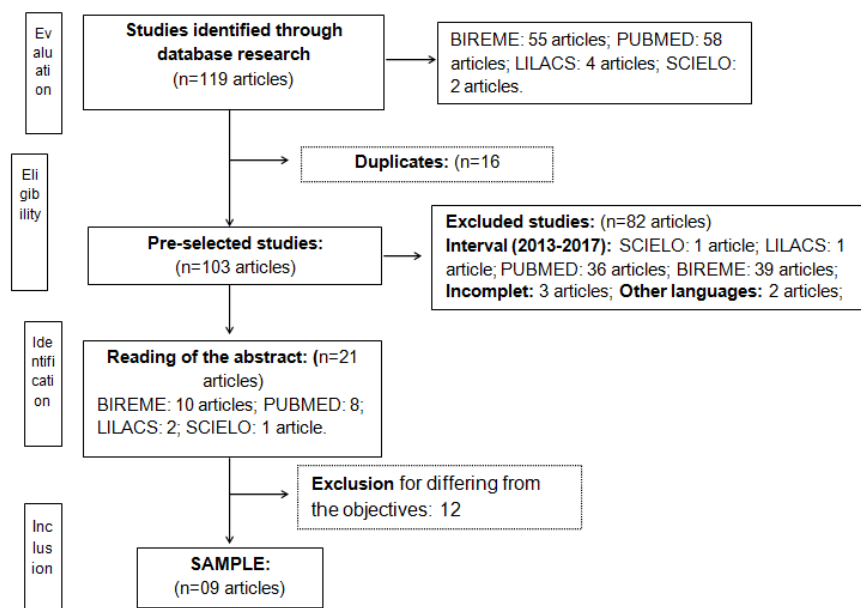 Ev
alu
ati
on
Studies identified through
database research
(n=119 articles)
BIREME: 55 articles; PUBMED: 58
articles; LILACS: 4 articles; SCIELO:
2 articles.
Duplicates: (n=16
Eli
gib
ility
Pre-selected studies:
(n=103 articles)
Excluded studies: (n=82 articles)
Interval (2013-2017): SCIELO: 1 article; LILACS: 1
article; PUBMED: 36 articles; BIREME: 39 articles;
Incomplet: 3 articles; Other languages: 2 articles;
Ide
ntifi
cati
on
Reading of the abstract: (n=21
articles)
BIREME: 10 articles; PUBMED: 8;
LILACS: 2; SCIELO: 1 article.
Exclusion for differing from
the objectives: 12
Inc
lus
ion
SAMPLE:
(n=09 articles)